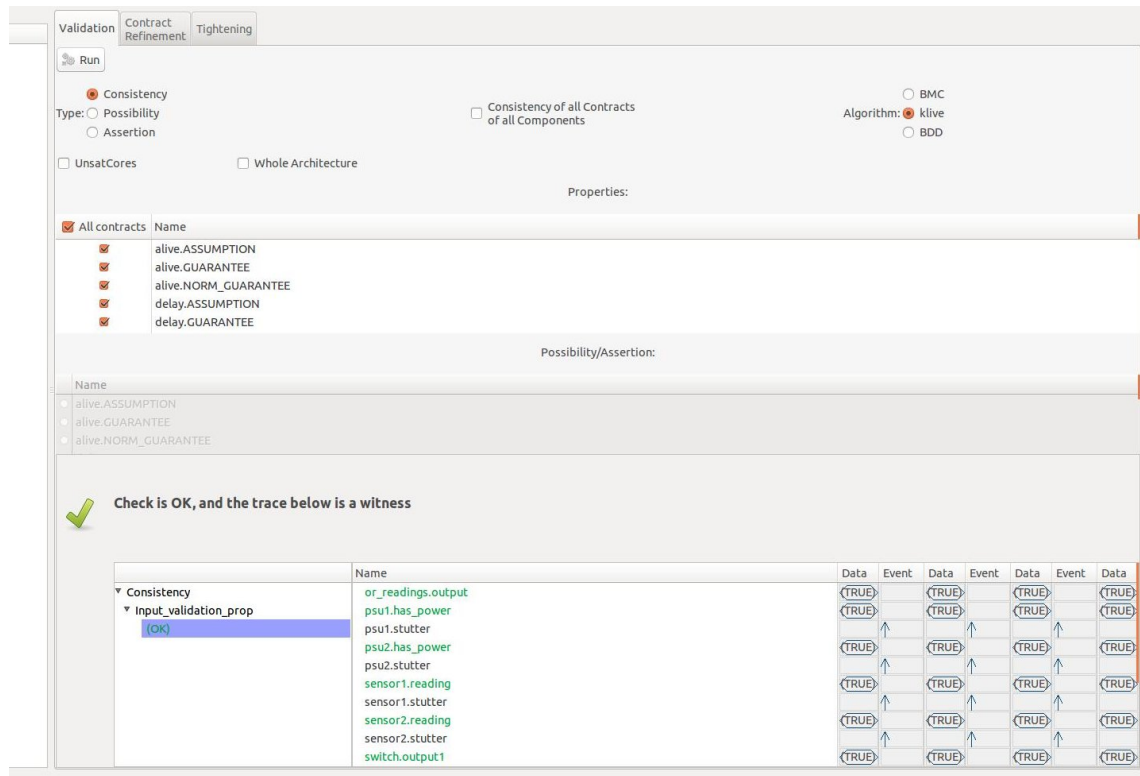 Validation Contract Refinement Tightening
Run
Consistency
Type: Possibility
Assertion
Consistency of all Contracts
of all Components
BMC
Algorithm: klive
BDD
UnsatCores Whole Architecture
Properties:
All contracts Name
alive.ASSUMPTION
alive.GUARANTEE
alive.NORM_GUARANTEE
delay.ASSUMPTION
delay.GUARANTEE
Possibility/Assertion:
Name
alive.ASSUMPTION
alive.GUARANTEE
alive.NORM_GUARANTEE
Check is OK, and the trace below is a witness
Name Data Event Data Event Data Event Data
Consistency or_readings.output (TRUE) (TRUE) (TRUE) (TRUE)
Input_validation_prop psu1.has_power (TRUE) (TRUE) (TRUE) (TRUE)
(OK) psu1.stutter
psu2.has_power (TRUE) (TRUE) (TRUE) (TRUE)
psu2.stutter
sensor1.reading (TRUE) (TRUE) (TRUE) (TRUE)
sensor1.stutter
sensor2.reading (TRUE) (TRUE) (TRUE) (TRUE)
sensor2.stutter
switch.output1 (TRUE) (TRUE) (TRUE) (TRUE)